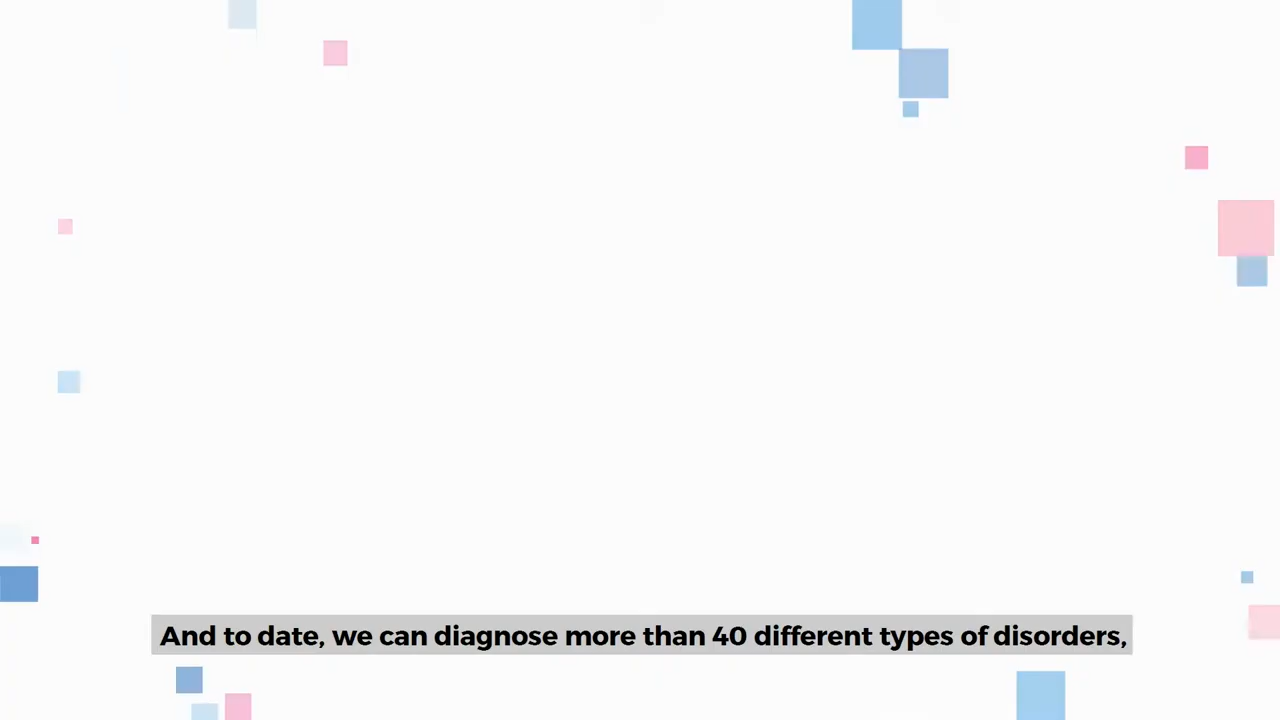 And to date, we can diagnose more than 40 different types of disorders,